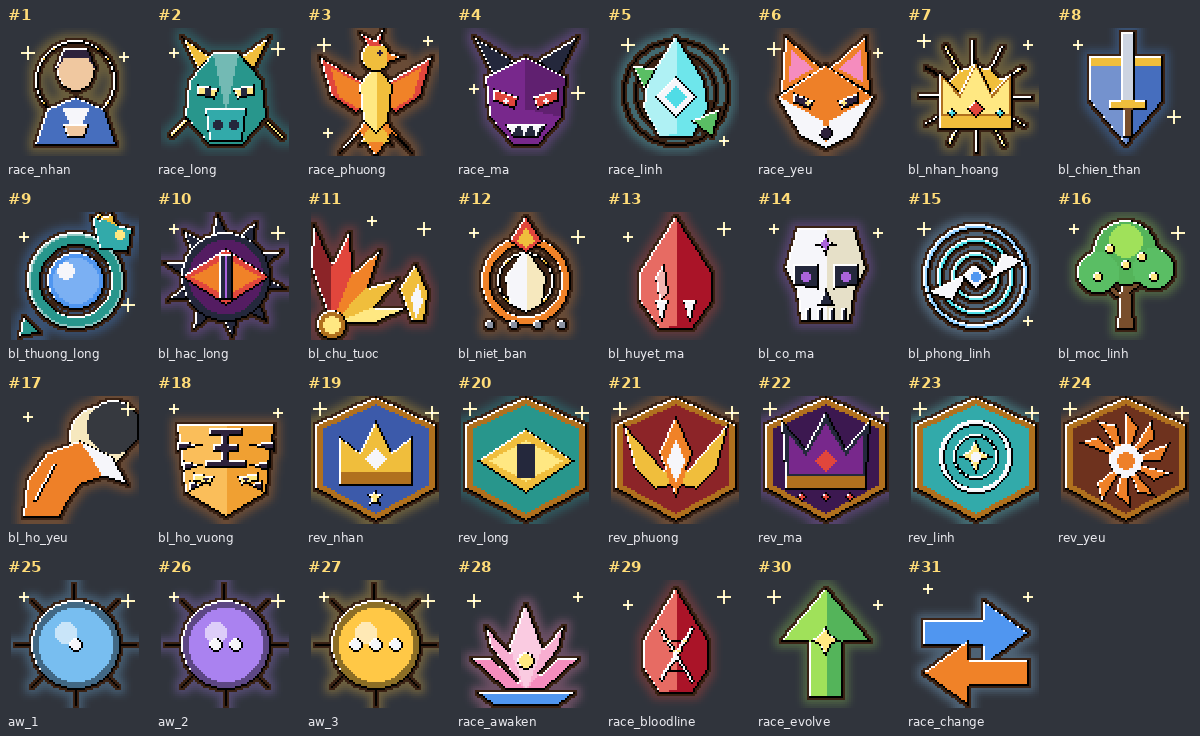 #1 #2 #3 #4 #5 #6 #7 #8
race_nhan race_long race_phuong race_ma race_linh race_yeu bl_nhan_hoang bl_chien_than
#9 #10 #11 #12 #13 #14 #15 #16
bl_thuong_long bl_hac_long bl_chu_tuoc bl_niet_ban bl_huyet_ma bl_co_ma bl_phong_linh bl_moc_linh
#17 #18 #19 #20 #21 #22 #23 #24
王
bl_ho_yeu bl_ho_vuong rev_nhan rev_long rev_phuong rev_ma rev_linh rev_yeu
#25 #26 #27 #28 #29 #30 #31
aw_1 aw_2 aw_3 race_awaken race_bloodline race_evolve race_change